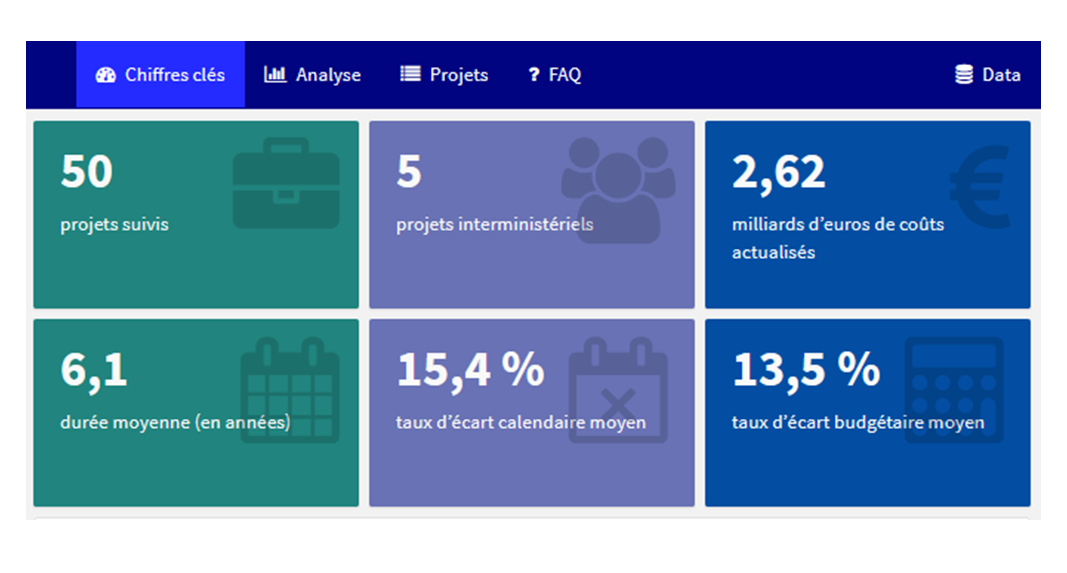 Chiffres clés
Analyse
Projets
? FAQ
Data
50
projets suivis
5
projets interministériels
2,62
milliards d’euros de coûts
actualisés
6,1
durée moyenne (en années)
15,4 %
taux d’écart calendaire moyen
13,5 %
taux d’écart budgétaire moyen